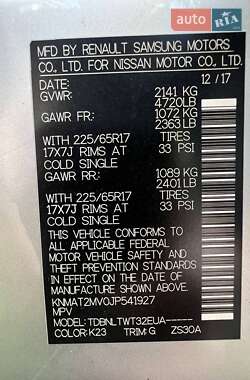 auto RIA
MFD BY RENAULT SAMSUNG MOTORS
CO., LTD. FOR NISSAN MOTOR CO., LTD.
DATE: 12/17
GVWR: 2141 KG
4720LB
GAWR FR: 1072 KG
2363LB
WITH 225/65R17 TIRES
17X7J RIMS AT 33 PSI
COLD SINGLE
GAWR RR: 1089 KG
2401LB
WITH 225/65R17 TIRES
17X7J RIMS AT 33 PSI
COLD SINGLE
THIS VEHICLE CONFORMS TO
ALL APPLICABLE U.S. FEDERAL
MOTOR VEHICLE SAFETY AND
THEFT PREVENTION STANDARDS
IN EFFECT ON THE DATE OF
MANUFACTURE SHOWN ABOVE.
KNMAT2MV0JP541927
MPV
MODEL: TDBNLTWT32EUA-----
COLOR: K23 TRIM: G ZS30A